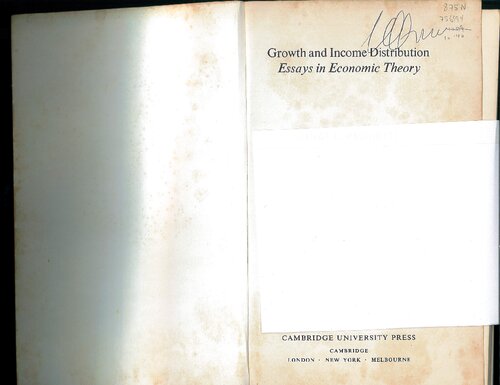 Growth and Income Distribution
Essays in Economic Theory
CAMBRIDGE UNIVERSITY PRESS
CAMBRIDGE
LONDON · NEW YORK · MELBOURNE